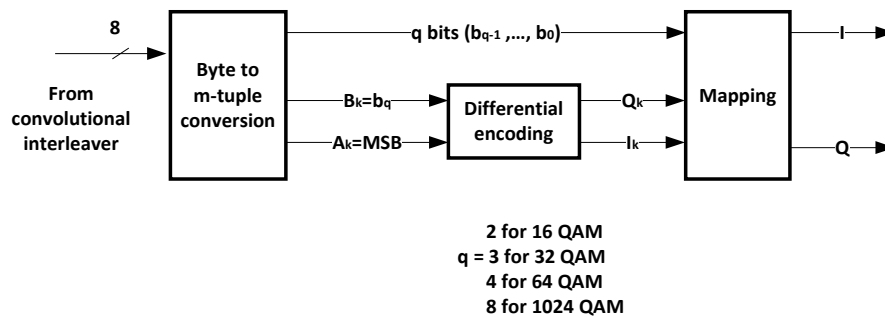 8
From
convolutional
interleaver
Byte to
m-tuple
conversion
q bits (bq-1 ,…, b0)
Bk=bq
Ak=MSB
Differential
encoding
Qk
Ik
Mapping
I
Q
2 for 16 QAM
q = 3 for 32 QAM
4 for 64 QAM
8 for 1024 QAM